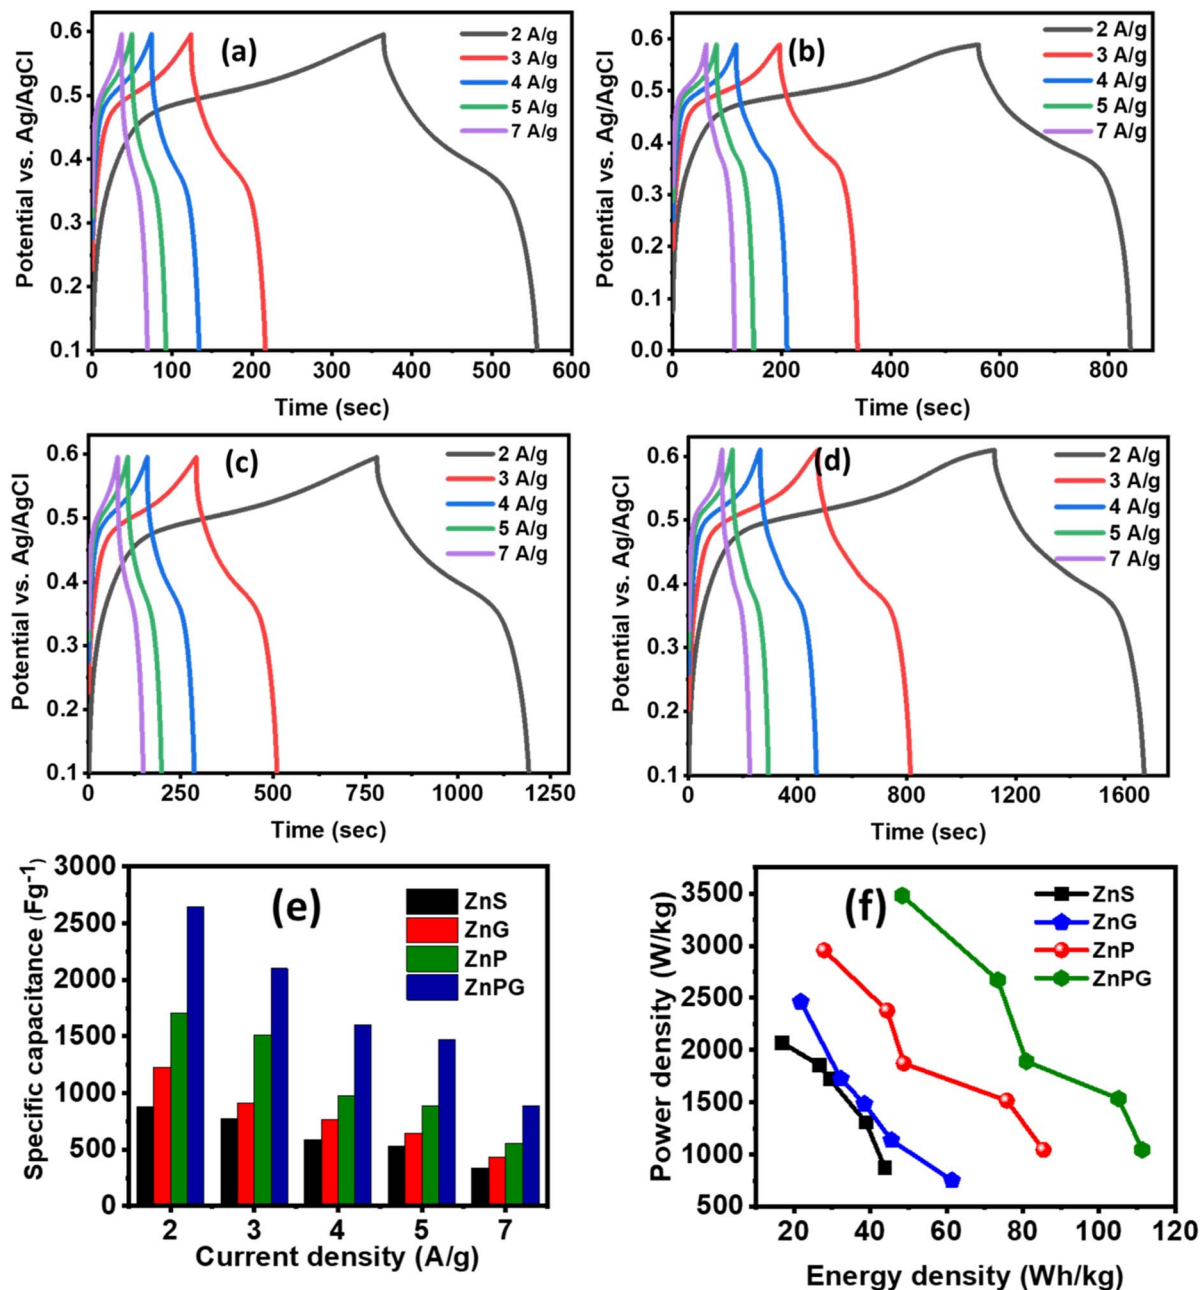 (a)
2 A/g
3 A/g
4 A/g
5 A/g
7 A/g
0.6
0.5
0.4
0.3
0.2
0.1
Potential vs. Ag/AgCl
0 100 200 300 400 500 600
Time (sec)
(b)
2 A/g
3 A/g
4 A/g
5 A/g
7 A/g
0.6
0.5
0.4
0.3
0.2
0.1
0.0
Potential vs. Ag/AgCl
0 200 400 600 800
Time (sec)
(c)
2 A/g
3 A/g
4 A/g
5 A/g
7 A/g
0.6
0.5
0.4
0.3
0.2
0.1
Potential vs. Ag/AgCl
0 250 500 750 1000 1250
Time (sec)
(d)
2 A/g
3 A/g
4 A/g
5 A/g
7 A/g
0.6
0.5
0.4
0.3
0.2
0.1
Potential vs. Ag/AgCl
0 400 800 1200 1600
Time (sec)
(e)
ZnS
ZnG
ZnP
ZnPG
3000
2500
2000
1500
1000
500
0
Specific capacitance (Fg⁻¹)
2 3 4 5 7
Current density (A/g)
(f)
ZnS
ZnG
ZnP
ZnPG
3500
3000
2500
2000
1500
1000
500
Power density (W/kg)
20 40 60 80 100 120
Energy density (Wh/kg)